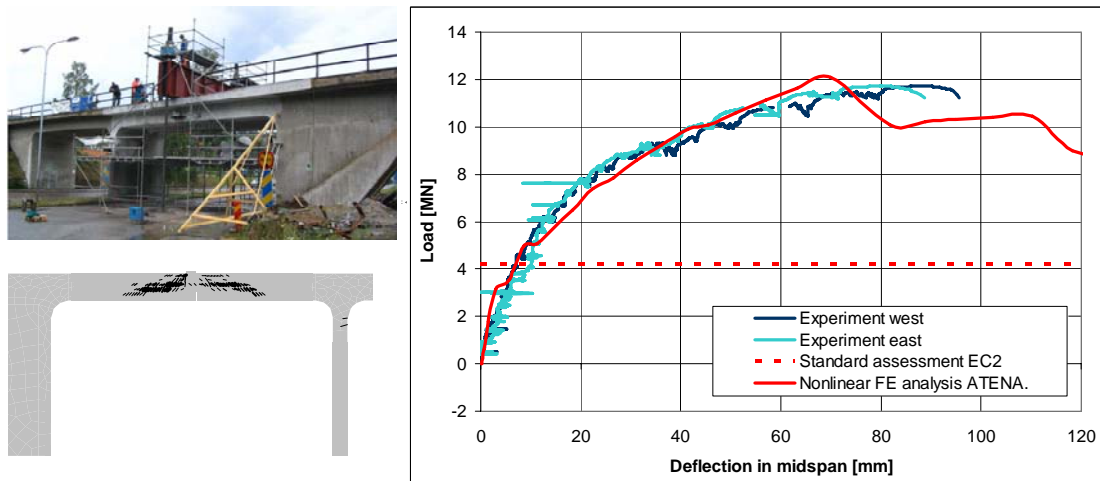 14
12
10
8
6
4
2
0
-2
Load [MN]
Experiment west
Experiment east
Standard assessment EC2
Nonlinear FE analysis ATENA.
0 20 40 60 80 100 120
Deflection in midspan [mm]